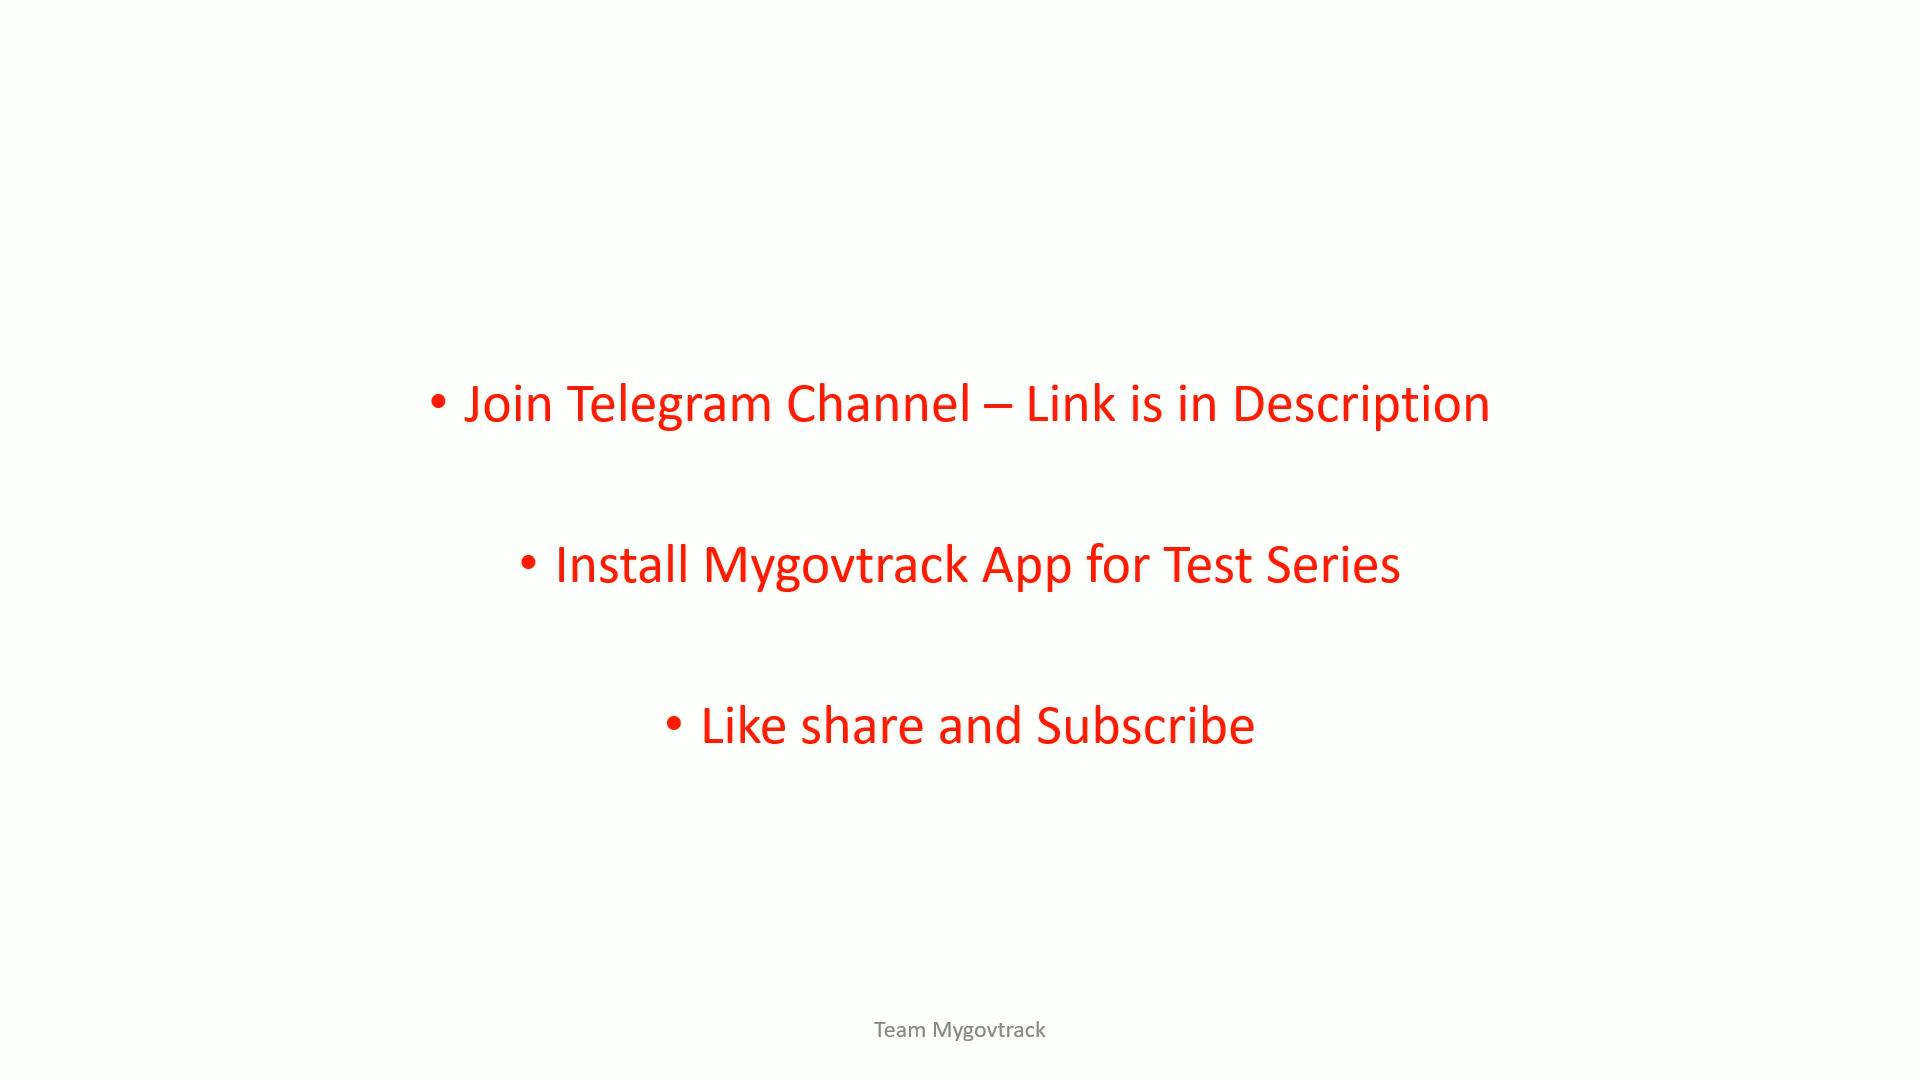 • Join Telegram Channel – Link is in Description
• Install Mygovtrack App for Test Series
• Like share and Subscribe
Team Mygovtrack